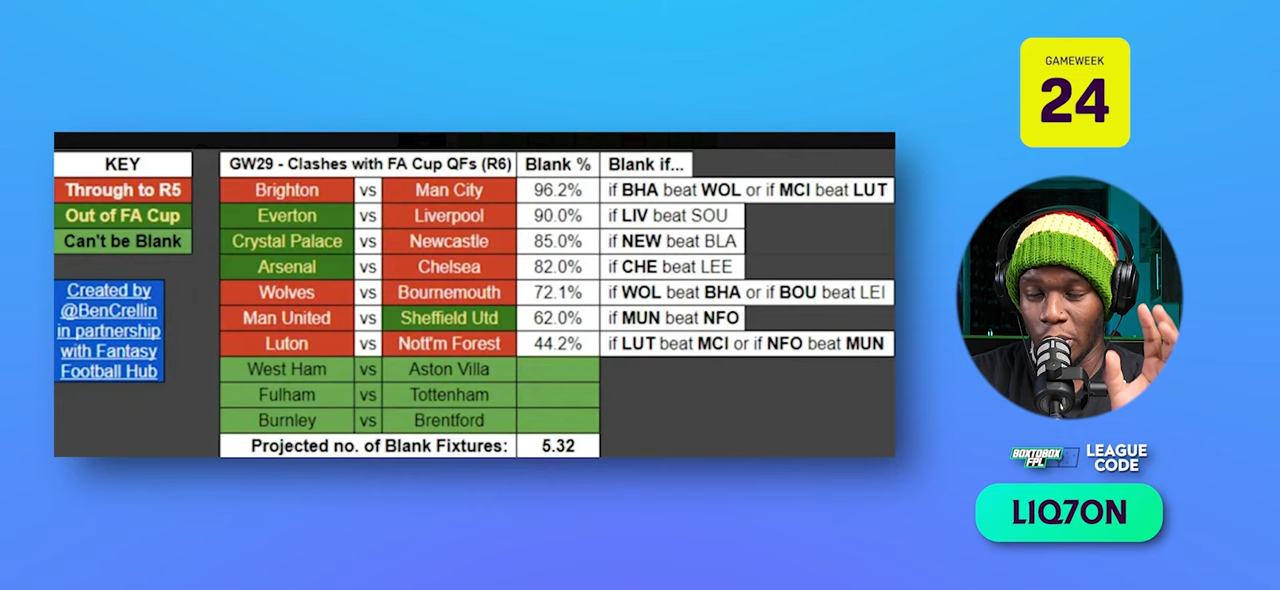 GAMEWEEK
24
KEY
Through to R5
Out of FA Cup
Can't be Blank
Created by
@BenCrellin
in partnership
with Fantasy
Football Hub
GW29 - Clashes with FA Cup QFs (R6) Blank % Blank if...
Brighton vs Man City 96.2% if BHA beat WOL or if MCI beat LUT
Everton vs Liverpool 90.0% if LIV beat SOU
Crystal Palace vs Newcastle 85.0% if NEW beat BLA
Arsenal vs Chelsea 82.0% if CHE beat LEE
Wolves vs Bournemouth 72.1% if WOL beat BHA or if BOU beat LEI
Man United vs Sheffield Utd 62.0% if MUN beat NFO
Luton vs Nott'm Forest 44.2% if LUT beat MCI or if NFO beat MUN
West Ham vs Aston Villa
Fulham vs Tottenham
Burnley vs Brentford
Projected no. of Blank Fixtures: 5.32
BOXTOBOX
FPL
LEAGUE
CODE
L1Q7ON